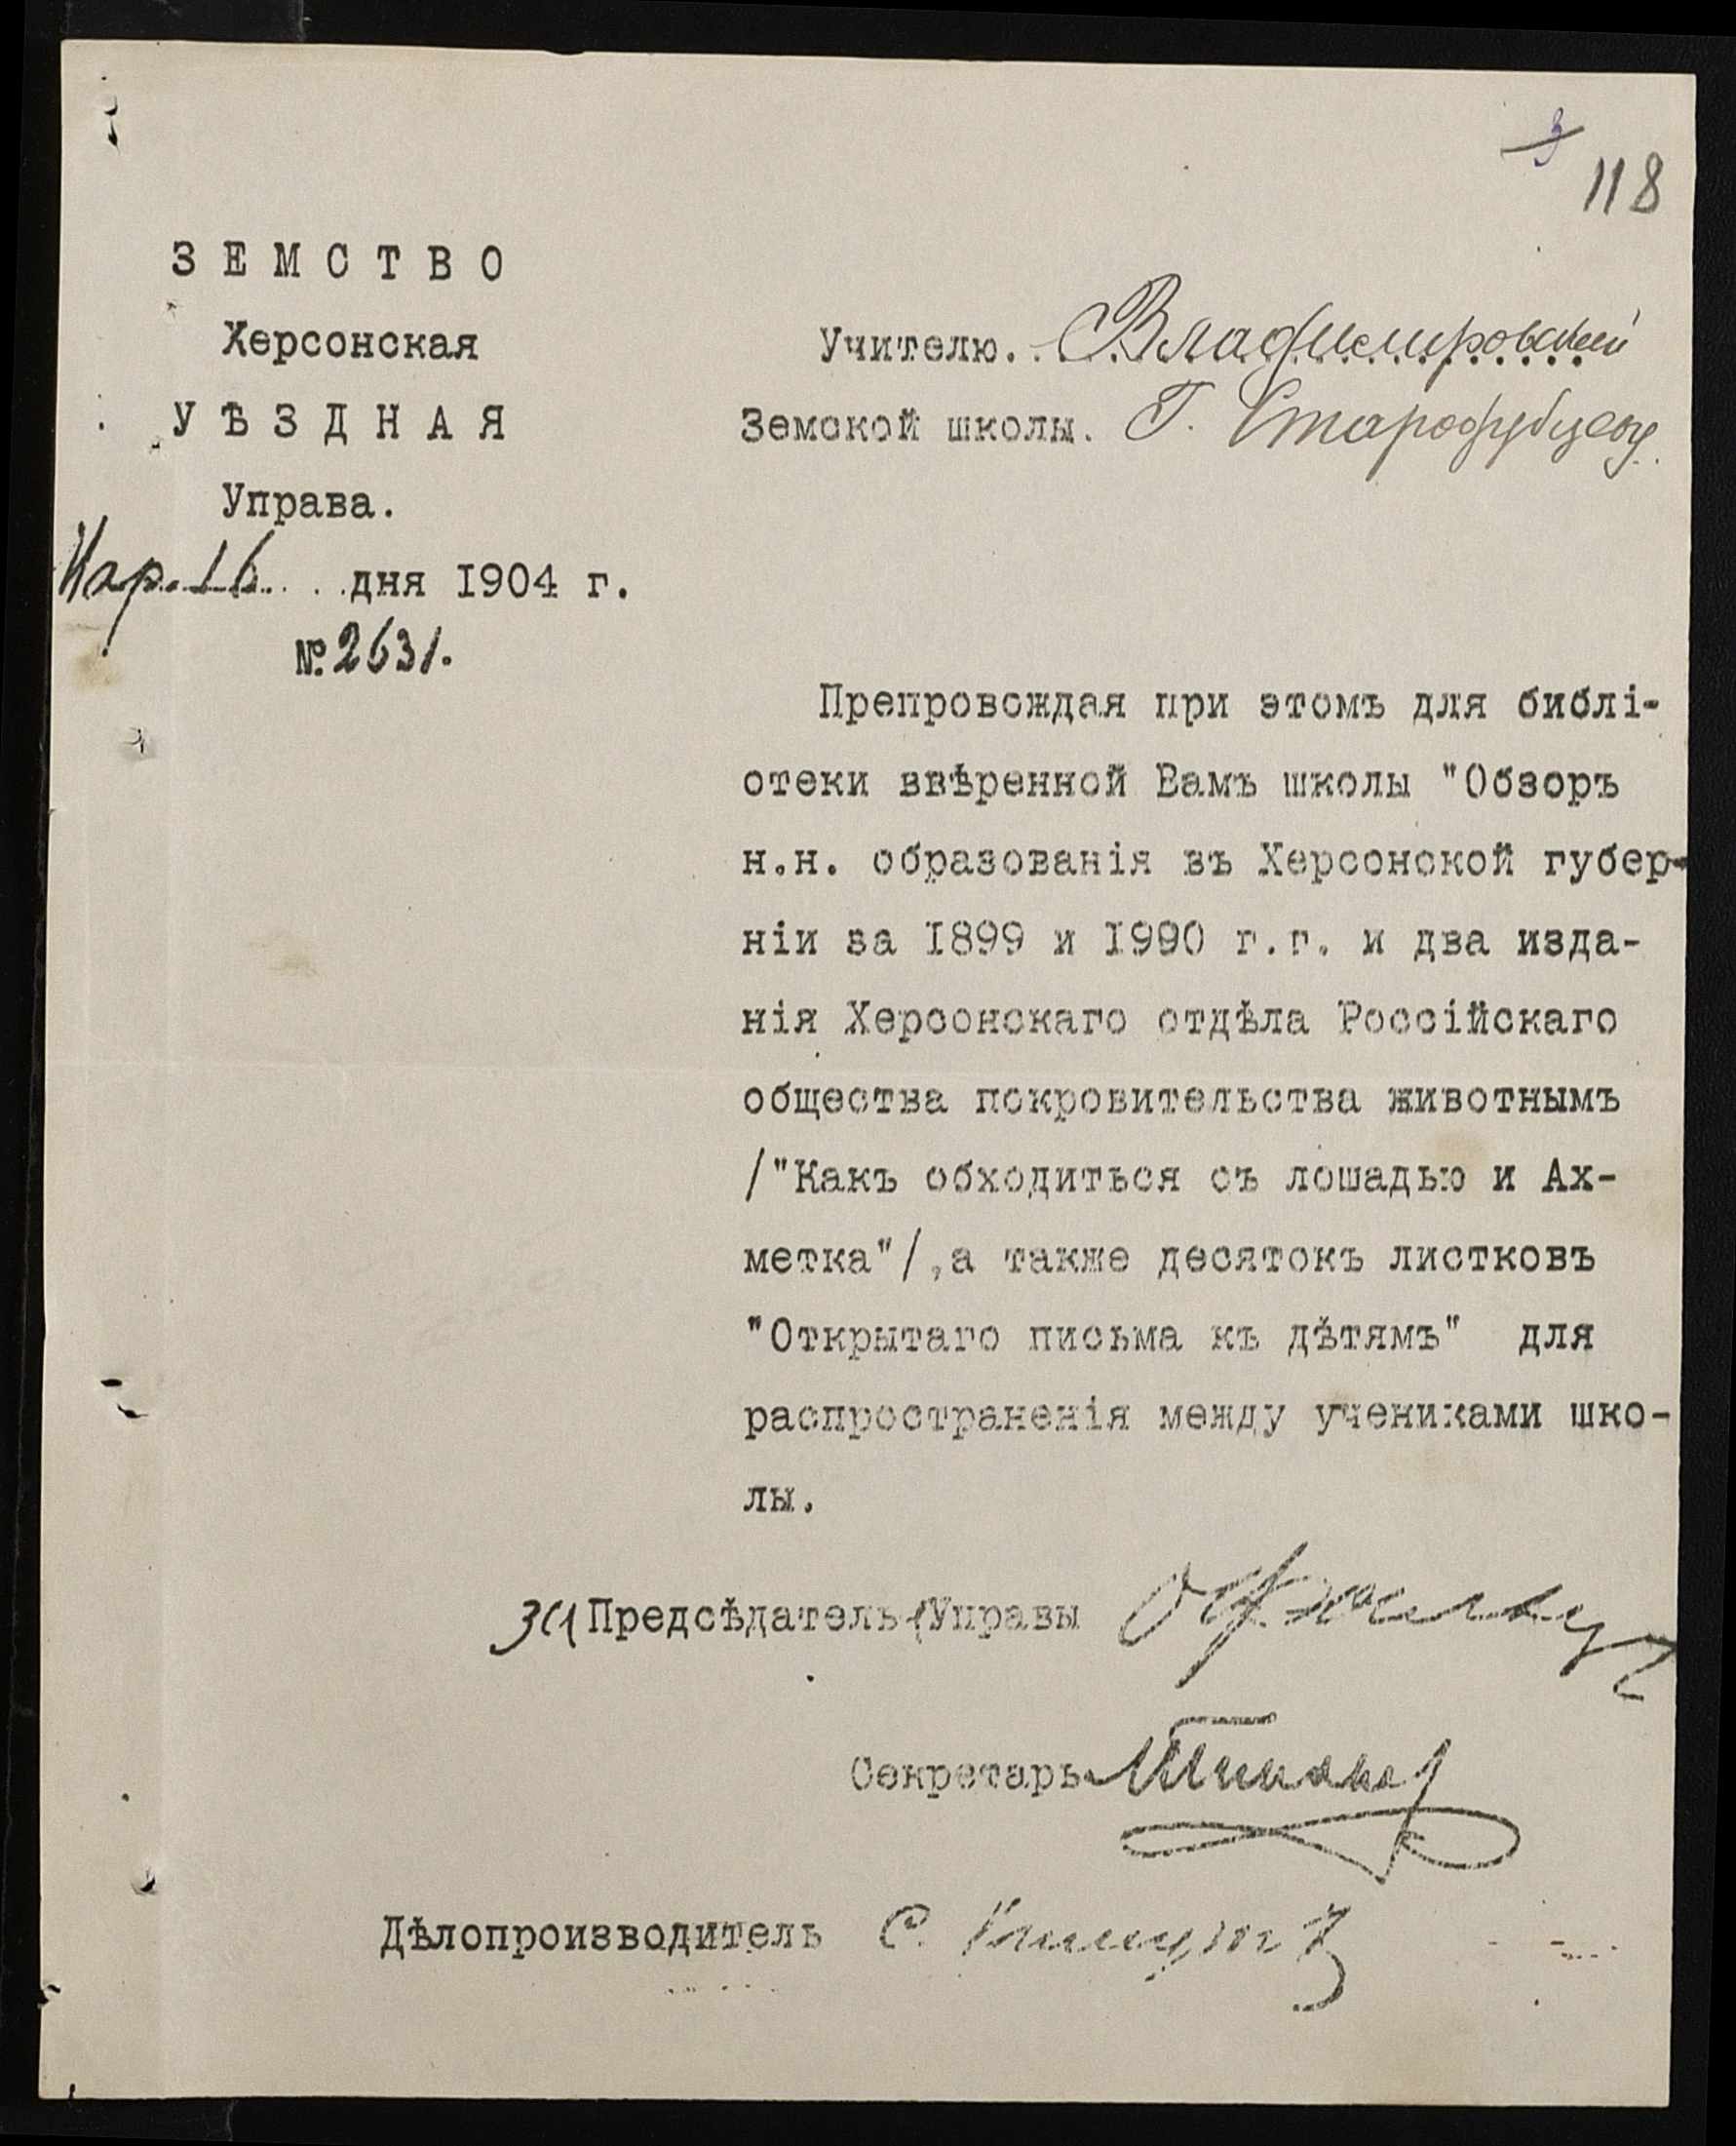 3
118
ЗЕМСТВО
Херсонская
УѢЗДНАЯ
Управа.
Мар. 16 дня 1904 г.
№ 2631.
Учителю. Владимировской
Земской школы. Г. Стародубцеву.
Препровождая при этомъ для библі-
отеки ввѣренной Вамъ школы "Обзоръ
н.н. образованія въ Херсонской губер-
ніи за 1899 и 1990 г.г. и два изда-
нія Херсонскаго отдѣла Россійскаго
общества покровительства животнымъ
/"Какъ обходиться съ лошадью и Ах-
метка"/,а также десятокъ листковъ
"Открытаго письма къ дѣтямъ" для
распространенія между учениками шко-
лы.
Предсѣдатель Управы
Секретарь
Дѣлопроизводитель С.